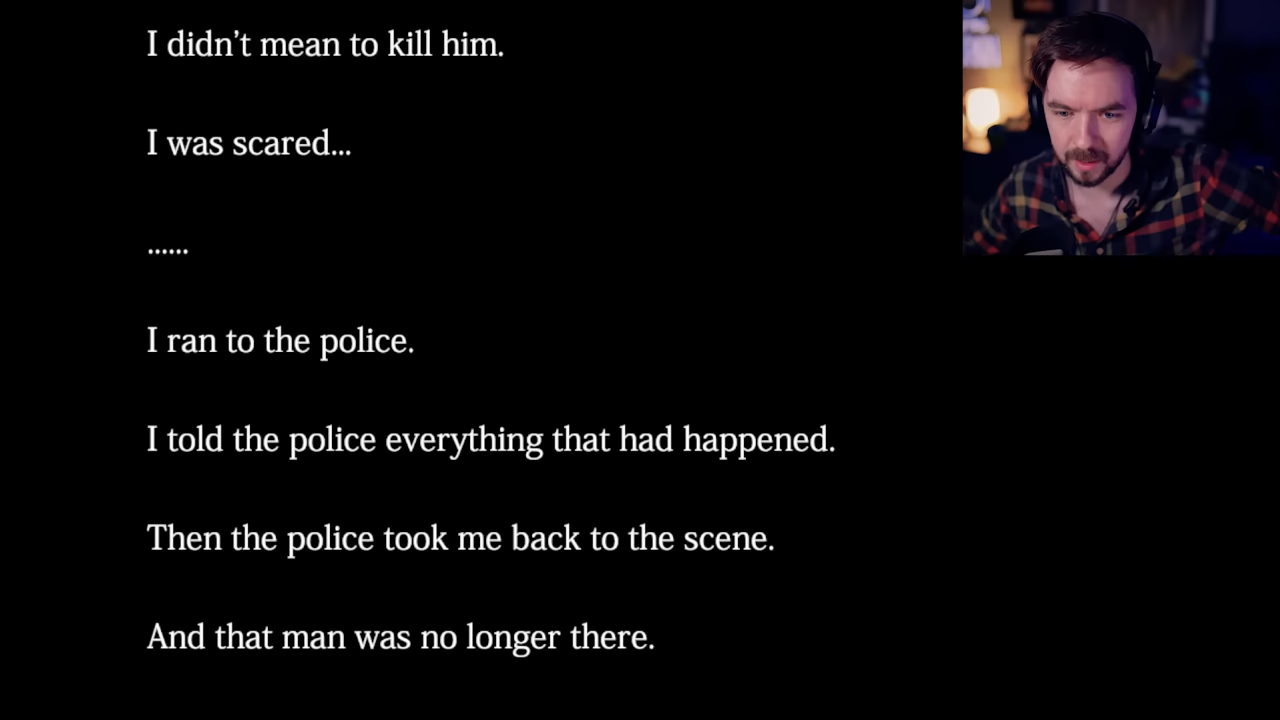 I didn’t mean to kill him.
I was scared...
......
I ran to the police.
I told the police everything that had happened.
Then the police took me back to the scene.
And that man was no longer there.